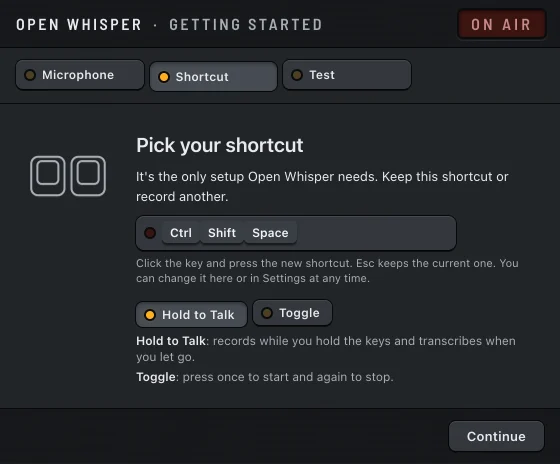 OPEN WHISPER · GETTING STARTED
ON AIR
Microphone
Shortcut
Test
Pick your shortcut
It's the only setup Open Whisper needs. Keep this shortcut or
record another.
Ctrl Shift Space
Click the key and press the new shortcut. Esc keeps the current one. You
can change it here or in Settings at any time.
Hold to Talk
Toggle
Hold to Talk: records while you hold the keys and transcribes when
you let go.
Toggle: press once to start and again to stop.
Continue